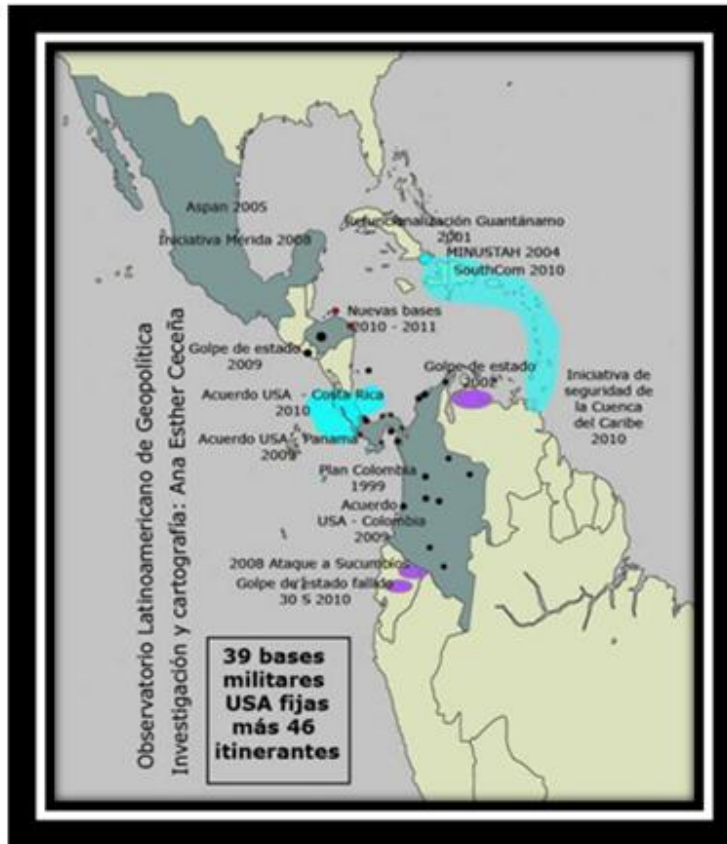 Aspan 2005
Iniciativa Mérida 2008
Refuncionalización Guantánamo
2001
MINUSTAH 2004
SouthCom 2010
Nuevas bases
2010 - 2011
Golpe de estado
2009
Golpe de estado
2002
Iniciativa de
seguridad de
la Cuenca
del Caribe
2010
Acuerdo USA - Costa Rica
2010
Acuerdo USA - Panama
2009
Plan Colombia
1999
Acuerdo
USA - Colombia
2009
2008 Ataque a Sucumbios
Golpe de estado fallido
30 S 2010
39 bases
militares
USA fijas
más 46
itinerantes
Observatorio Latinoamericano de Geopolítica
Investigación y cartografía: Ana Esther Ceceña